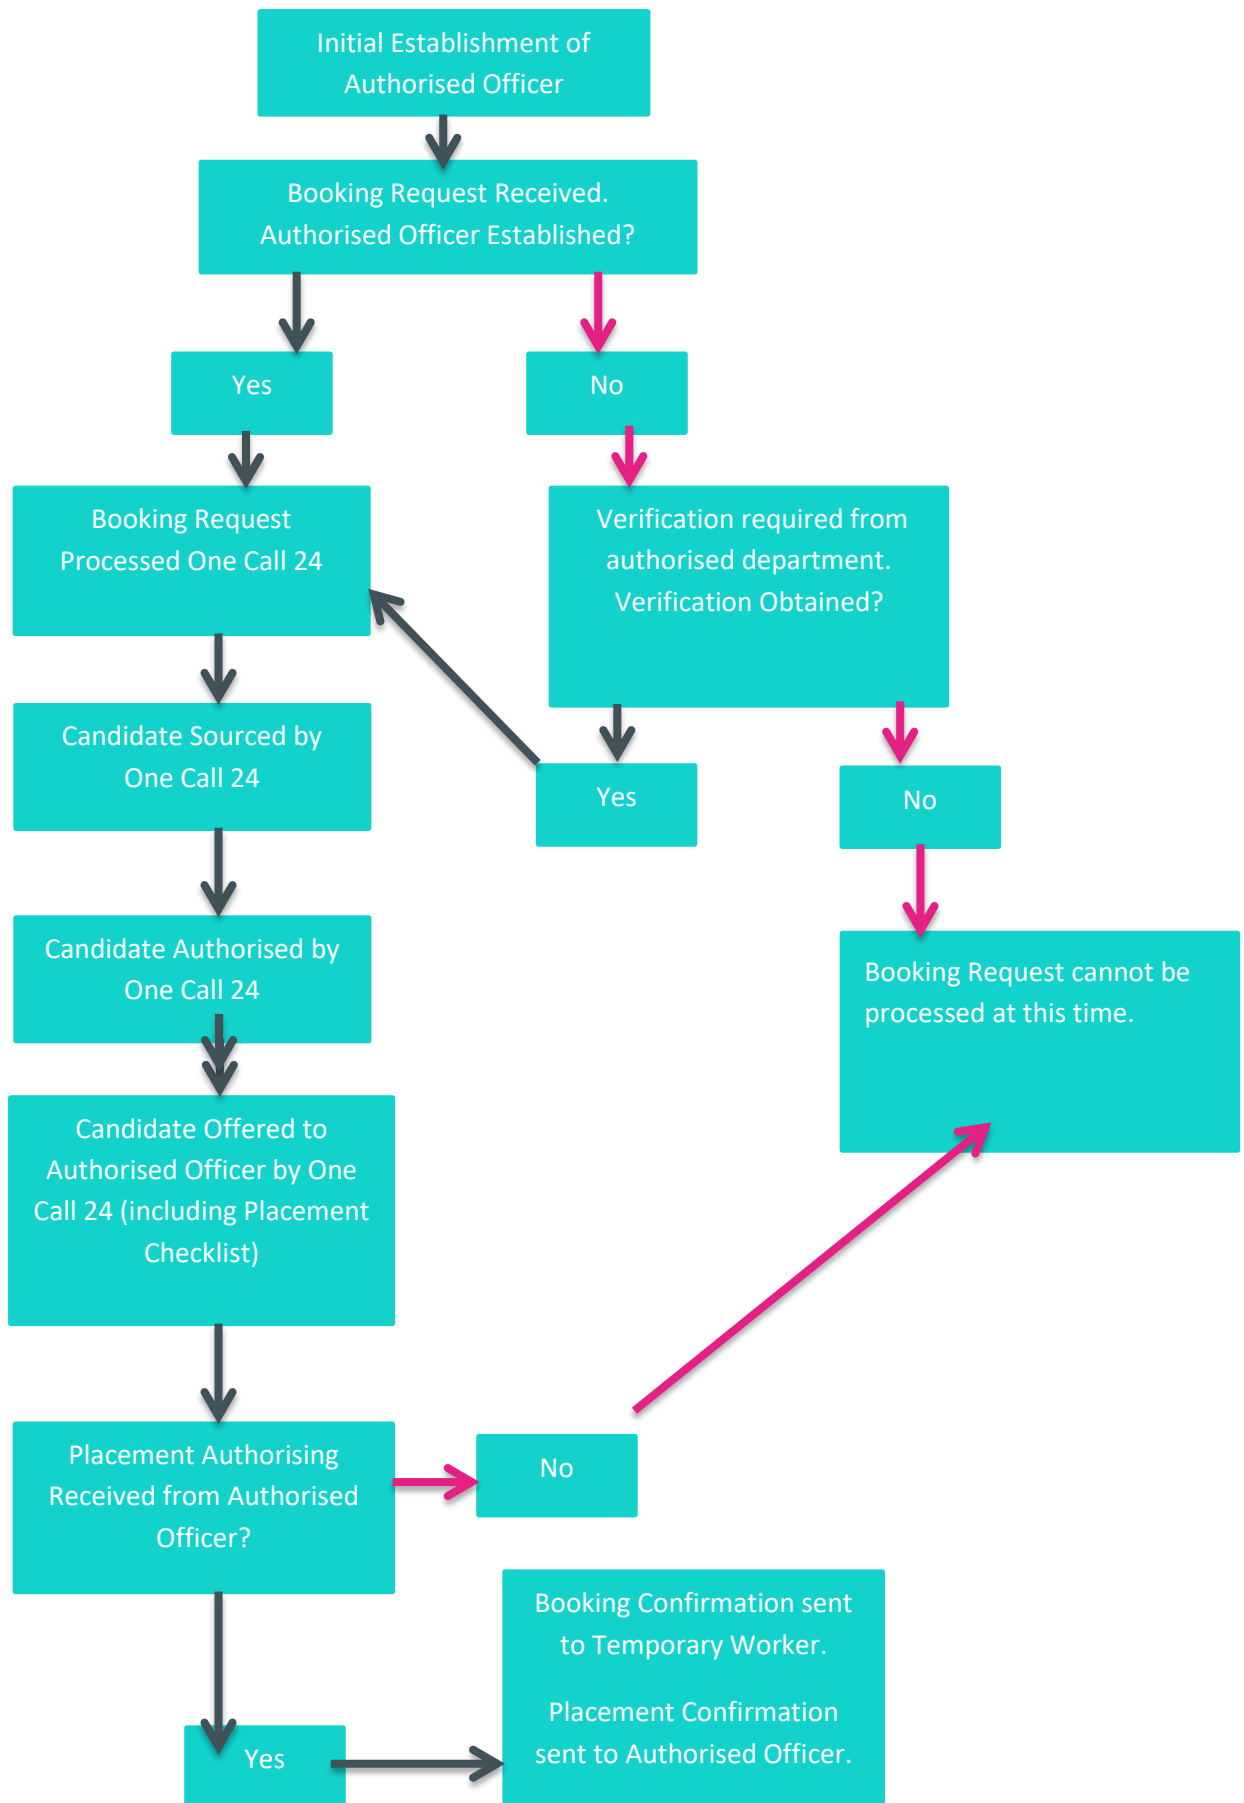 Initial Establishment of
Authorised Officer
Booking Request Received.
Authorised Officer Established?
Yes
No
Booking Request
Processed One Call 24
Verification required from
authorised department.
Verification Obtained?
Candidate Sourced by
One Call 24
Yes
No
Candidate Authorised by
One Call 24
Booking Request cannot be
processed at this time.
Candidate Offered to
Authorised Officer by One
Call 24 (including Placement
Checklist)
Placement Authorising
Received from Authorised
Officer?
No
Booking Confirmation sent
to Temporary Worker.
Placement Confirmation
sent to Authorised Officer.
Yes